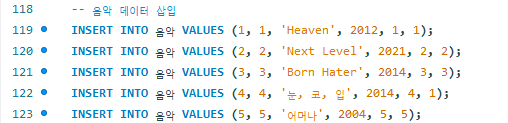 118 -- 음악 데이터 삽입
119 INSERT INTO 음악 VALUES (1, 1, 'Heaven', 2012, 1, 1);
120 INSERT INTO 음악 VALUES (2, 2, 'Next Level', 2021, 2, 2);
121 INSERT INTO 음악 VALUES (3, 3, 'Born Hater', 2014, 3, 3);
122 INSERT INTO 음악 VALUES (4, 4, '눈, 코, 입', 2014, 4, 1);
123 INSERT INTO 음악 VALUES (5, 5, '어머나', 2004, 5, 5);